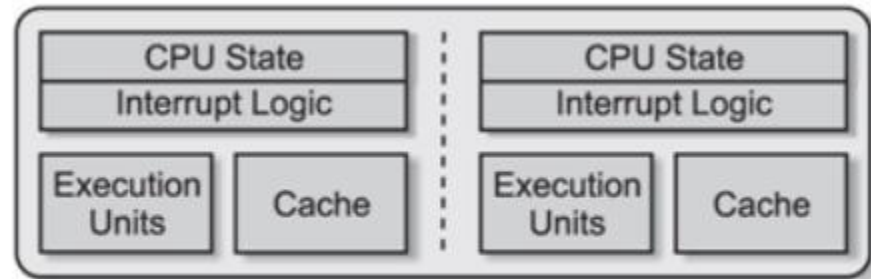 CPU State
Interrupt Logic
Execution
Units
Cache
CPU State
Interrupt Logic
Execution
Units
Cache